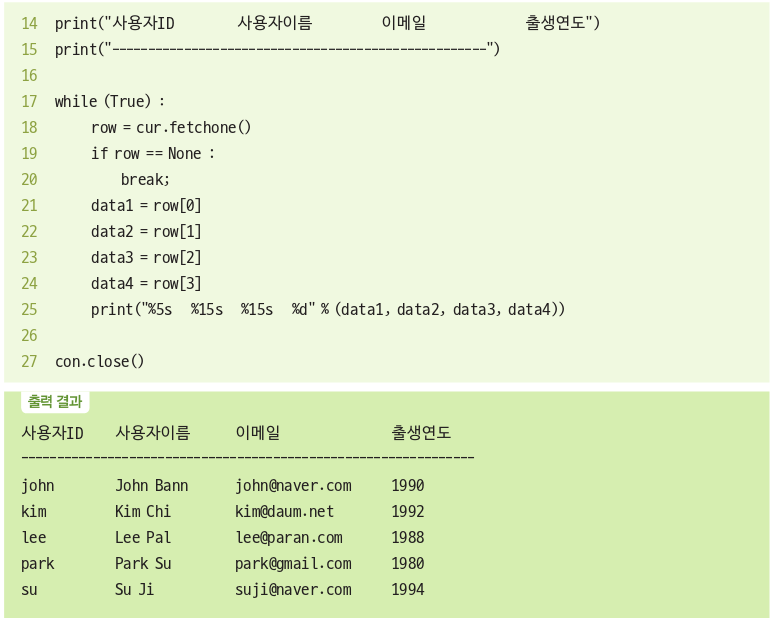 14 print("사용자ID        사용자이름         이메일             출생연도")
15 print("----------------------------------------------------")
16
17 while (True) :
18     row = cur.fetchone()
19     if row == None :
20         break;
21     data1 = row[0]
22     data2 = row[1]
23     data3 = row[2]
24     data4 = row[3]
25     print("%5s   %15s   %15s   %d" % (data1, data2, data3, data4))
26
27 con.close()
출력 결과
사용자ID    사용자이름      이메일              출생연도
---------------------------------------------------------------
john        John Bann      john@naver.com     1990
kim         Kim Chi        kim@daum.net       1992
lee         Lee Pal        lee@paran.com      1988
park        Park Su        park@gmail.com     1980
su          Su Ji          suji@naver.com     1994